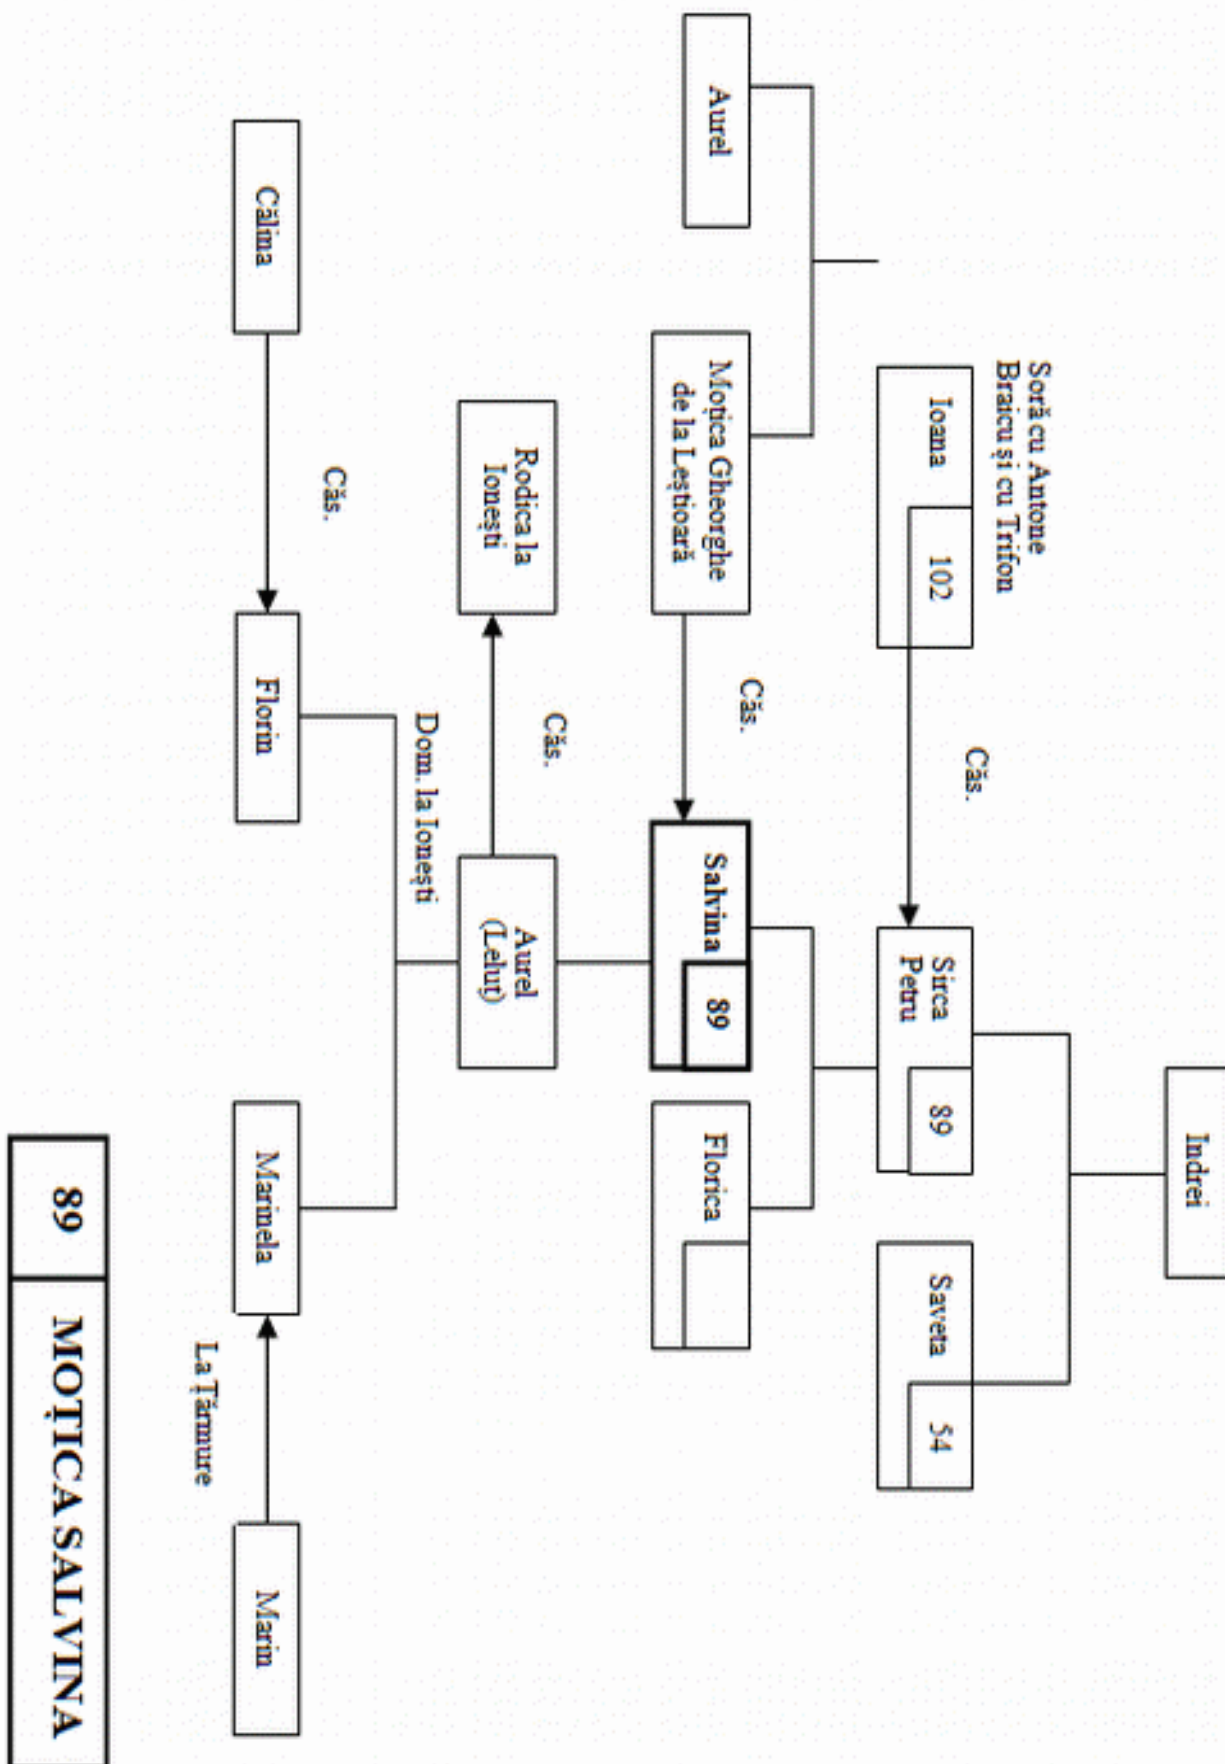 Indrei
Soră cu Antone
Braicu și cu Trifon
Ioana
102
Căs.
Sirca
Petru
89
Saveta
54
Aurel
Moțica Gheorghe
de la Leștioară
Căs.
Salvina
89
Florica
Rodica la
Ionești
Căs.
Aurel
(Leluț)
Dom. la Ionești
Călina
Căs.
Florin
Marinela
La Țărmure
Marin
89
MOȚICA SALVINA